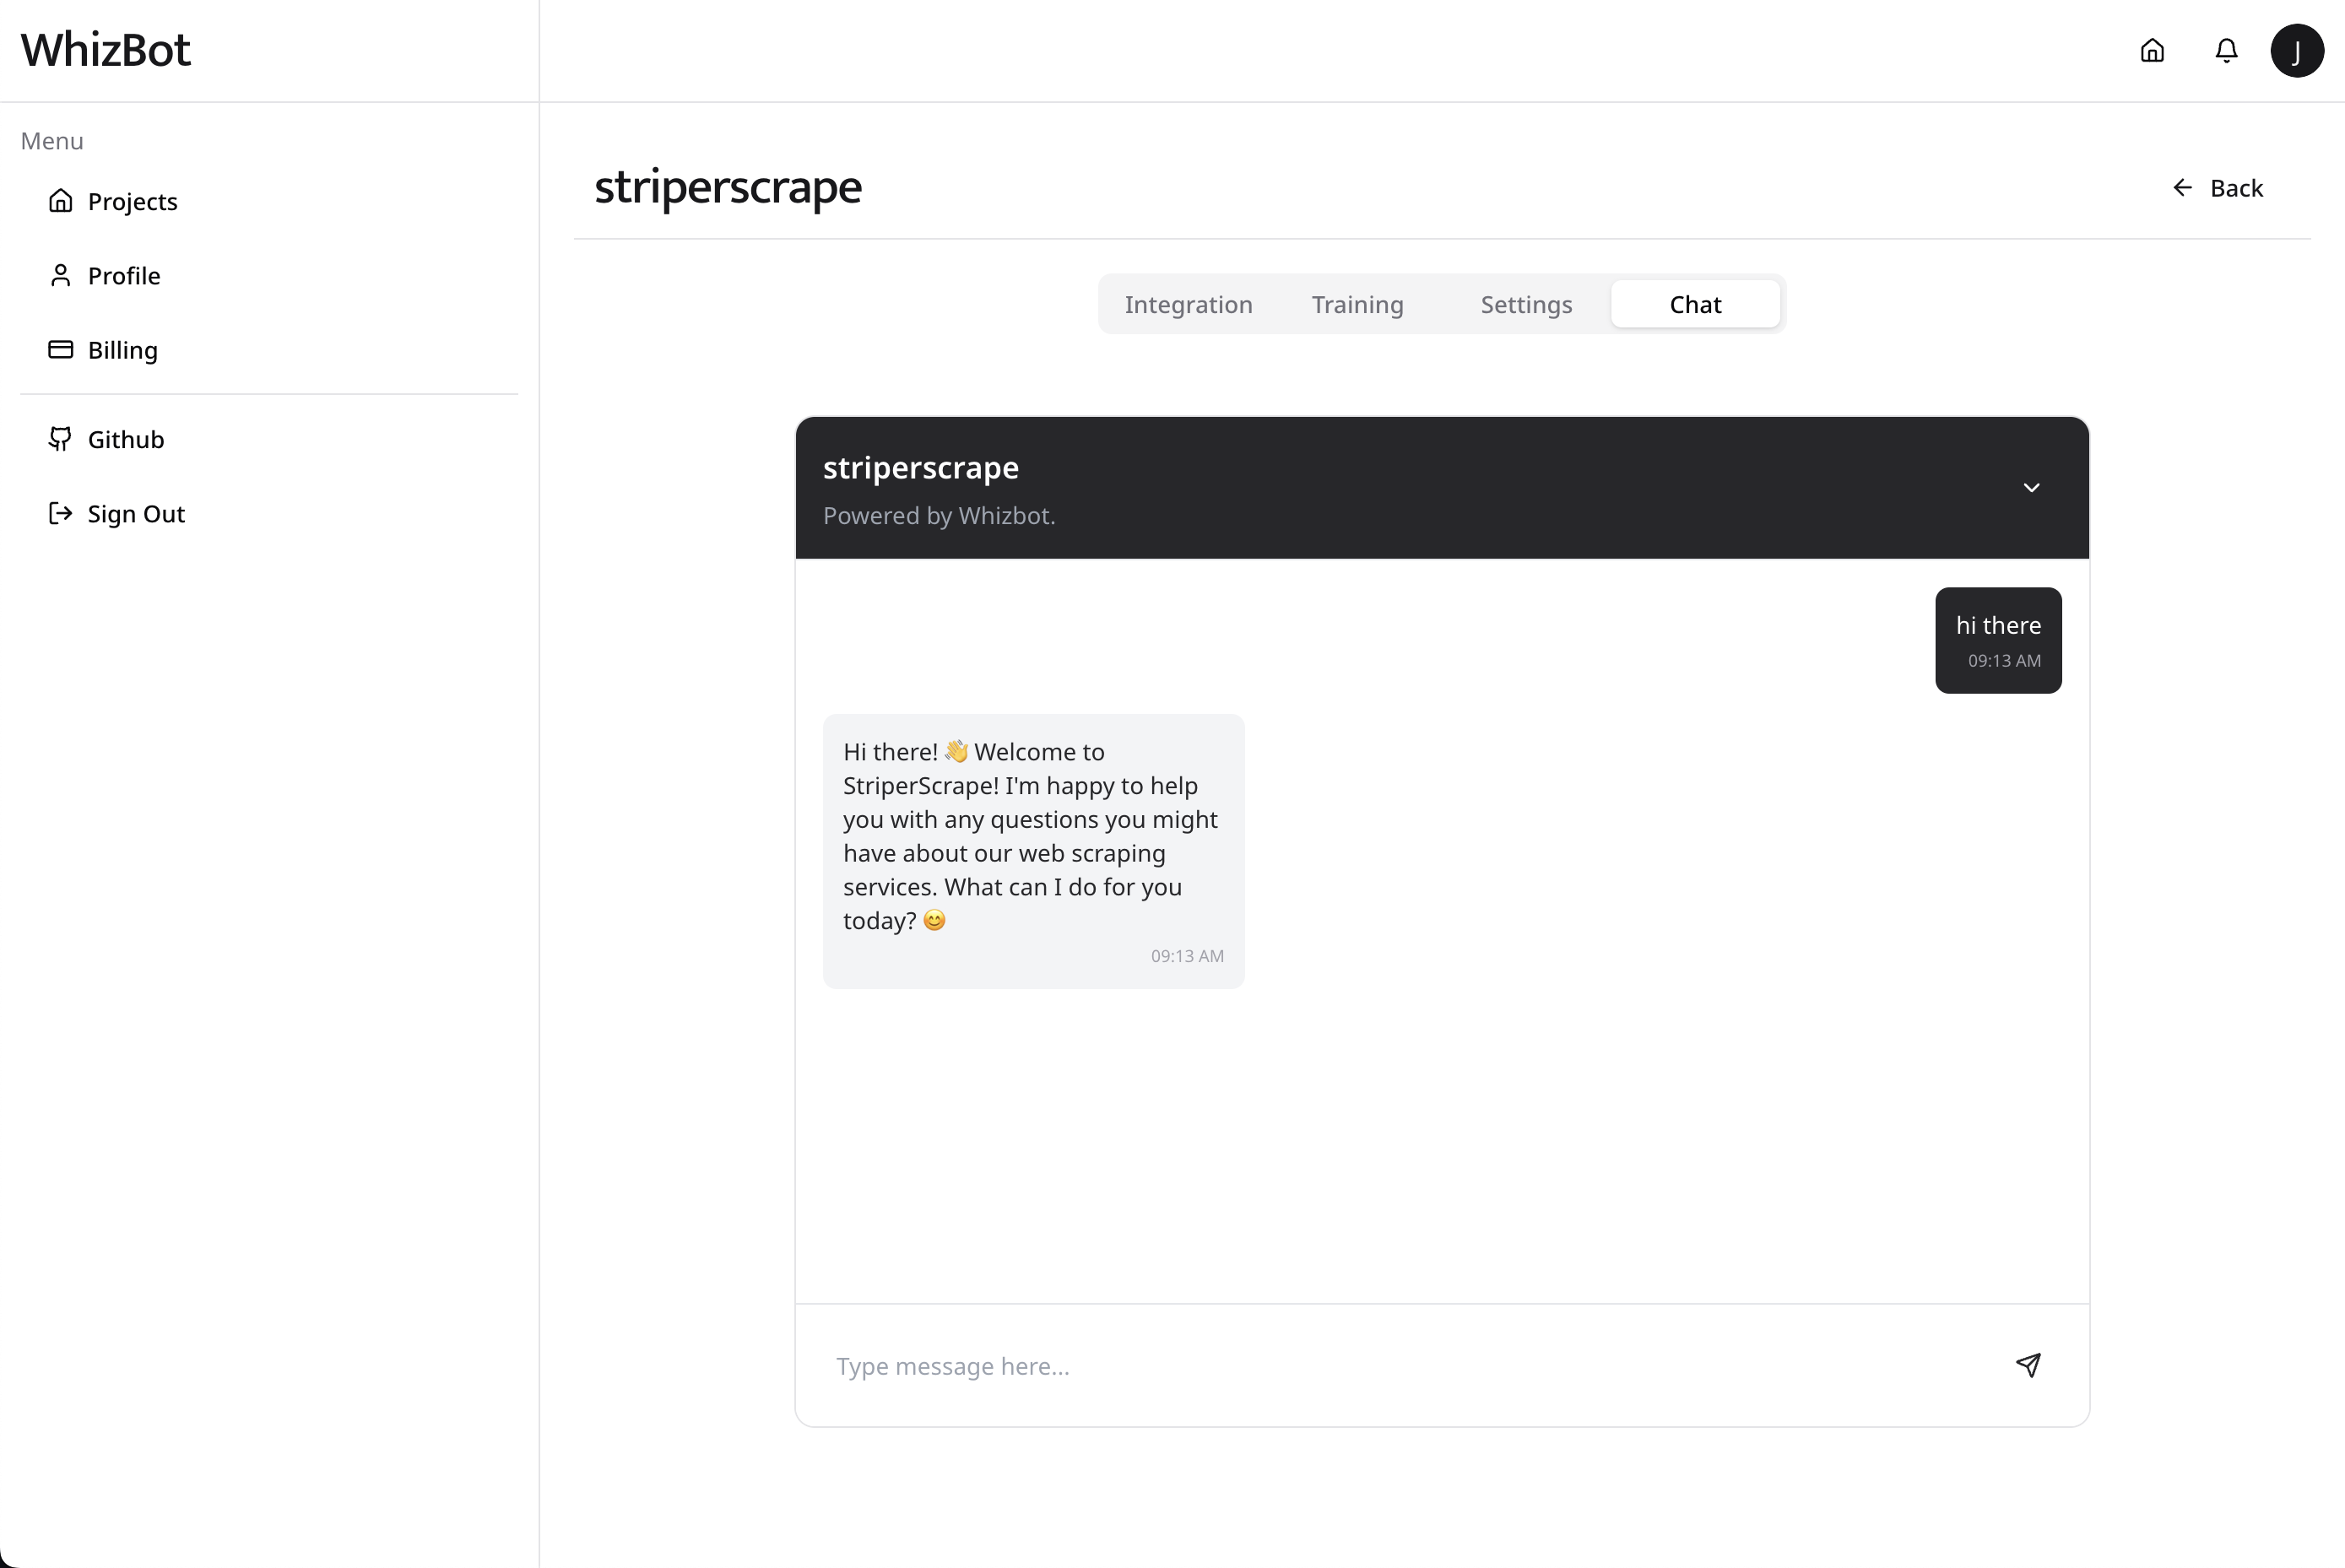 WhizBot
J
Menu
Projects
Profile
Billing
Github
Sign Out
striperscrape
Back
Integration Training Settings Chat
striperscrape
Powered by Whizbot.
hi there
09:13 AM
Hi there! 👋 Welcome to
StriperScrape! I'm happy to help
you with any questions you might
have about our web scraping
services. What can I do for you
today? 😊
09:13 AM
Type message here...